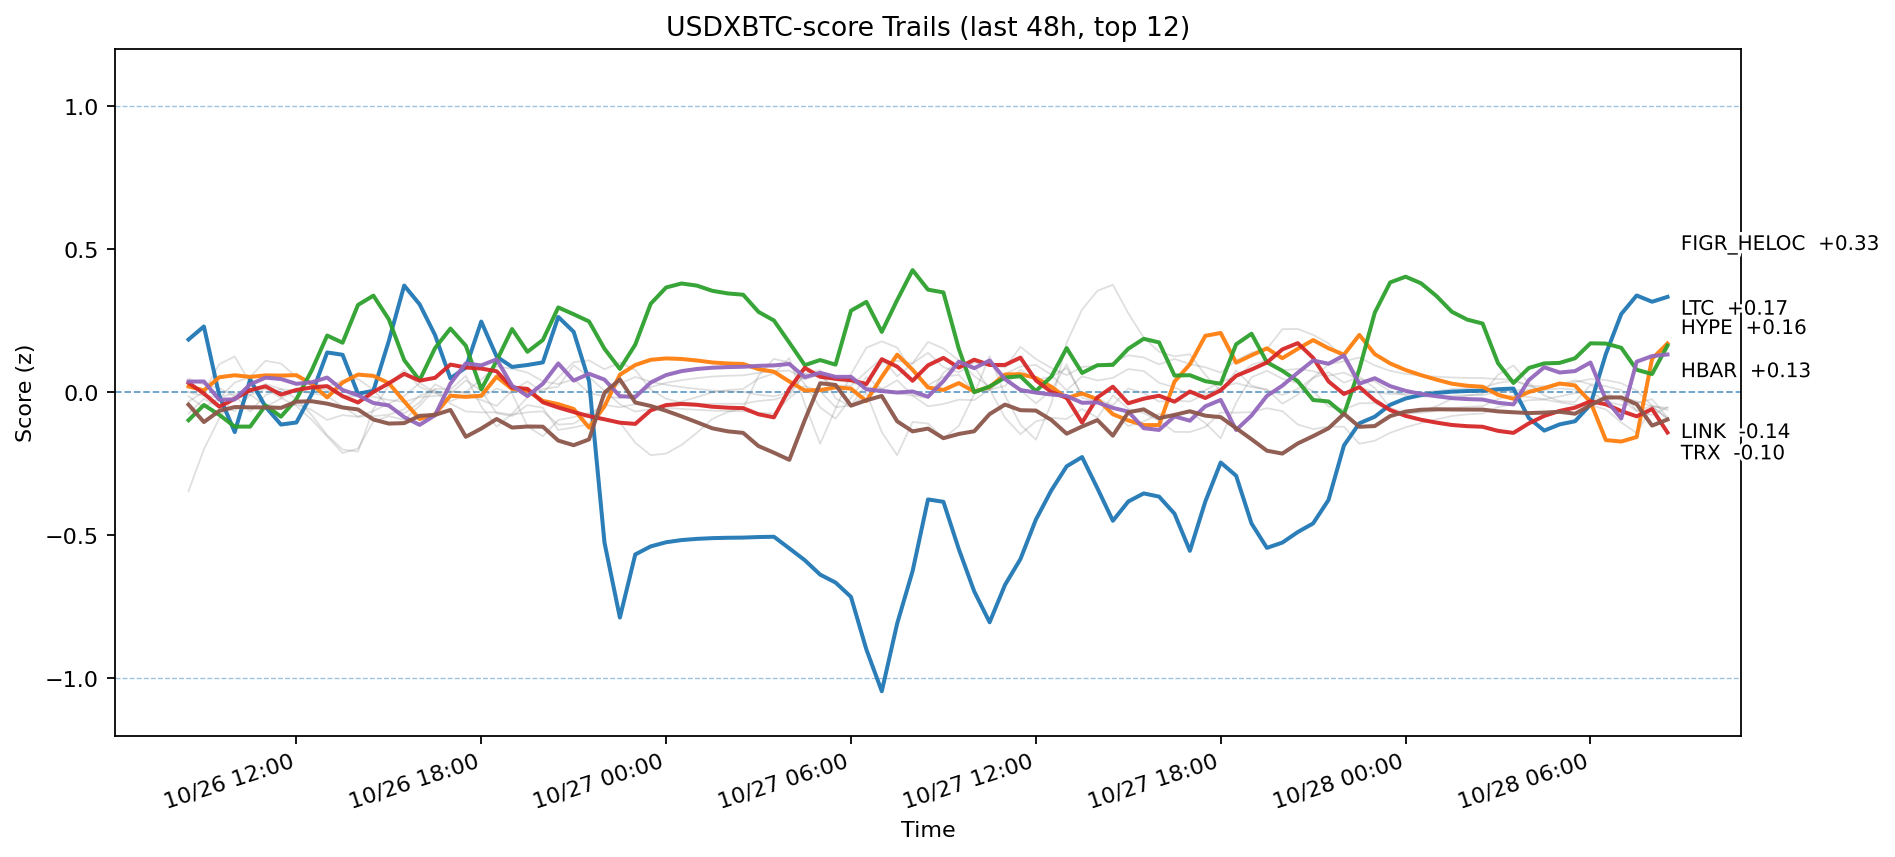 USDXBTC-score Trails (last 48h, top 12)
Score (z)
1.0
0.5
0.0
−0.5
−1.0
FIGR_HELOC +0.33
LTC +0.17
HYPE +0.16
HBAR +0.13
LINK -0.14
TRX -0.10
10/26 12:00
10/26 18:00
10/27 00:00
10/27 06:00
10/27 12:00
10/27 18:00
10/28 00:00
10/28 06:00
Time